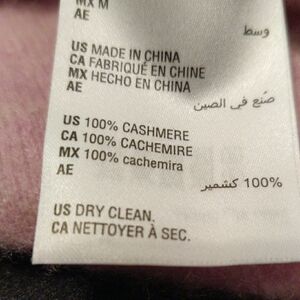 MX M
AE
وسط
US MADE IN CHINA
CA FABRIQUÉ EN CHINE
MX HECHO EN CHINA
AE
صُنع في الصين
US 100% CASHMERE
CA 100% CACHEMIRE
MX 100% cachemira
AE
100% كشمير
US DRY CLEAN.
CA NETTOYER À SEC.